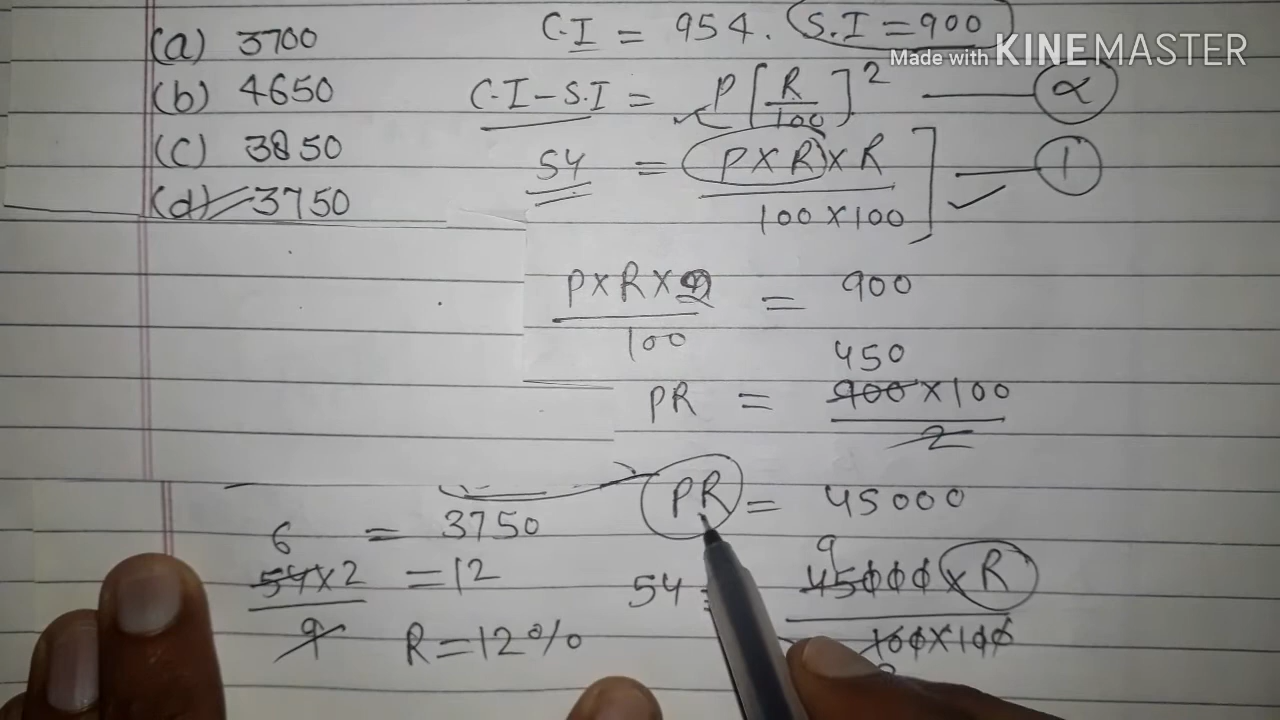 (a) 3700
(b) 4650
(c) 3850
(d) 3750
C.I = 954. S.I = 900
Made with KINEMASTER
C.I - S.I = P[R/100]² α
54 = P×R×R / 100×100 ] 1
P×R×2 / 100 = 900
450
PR = 900×100 / 2
PR = 45000
= 3750
6
54×2 / 9 = 12
R = 12%
9
54 = 45000×R / 100×100